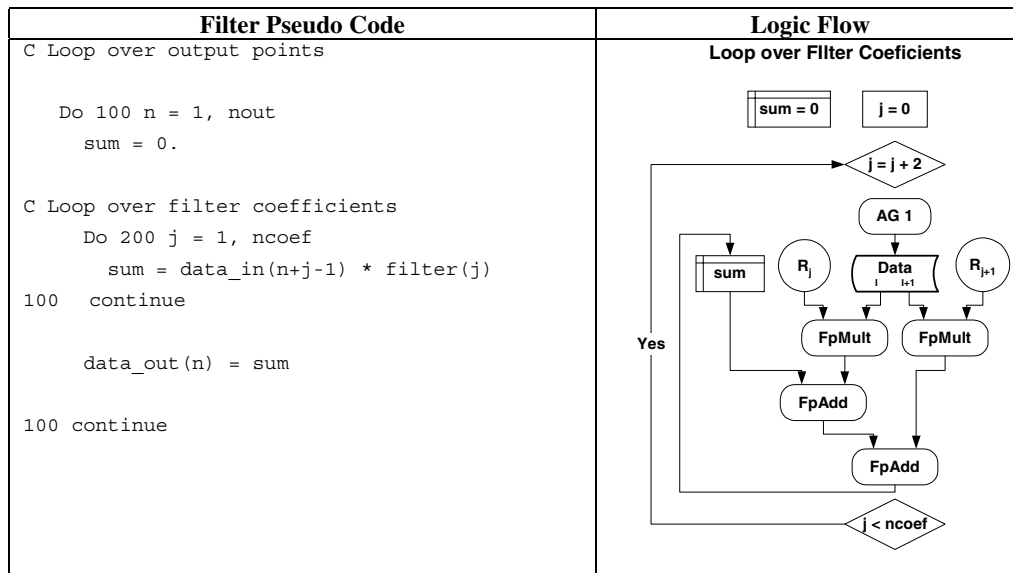 Filter Pseudo Code
C Loop over output points
Do 100 n = 1, nout
sum = 0.
C Loop over filter coefficients
Do 200 j = 1, ncoef
sum = data_in(n+j-1) * filter(j)
100 continue
data_out(n) = sum
100 continue
Logic Flow
Loop over FIlter Coeficients
sum = 0
j = 0
j = j + 2
AG 1
sum
Rj
Data
I I+1
Rj+1
FpMult
FpMult
Yes
FpAdd
FpAdd
j < ncoef